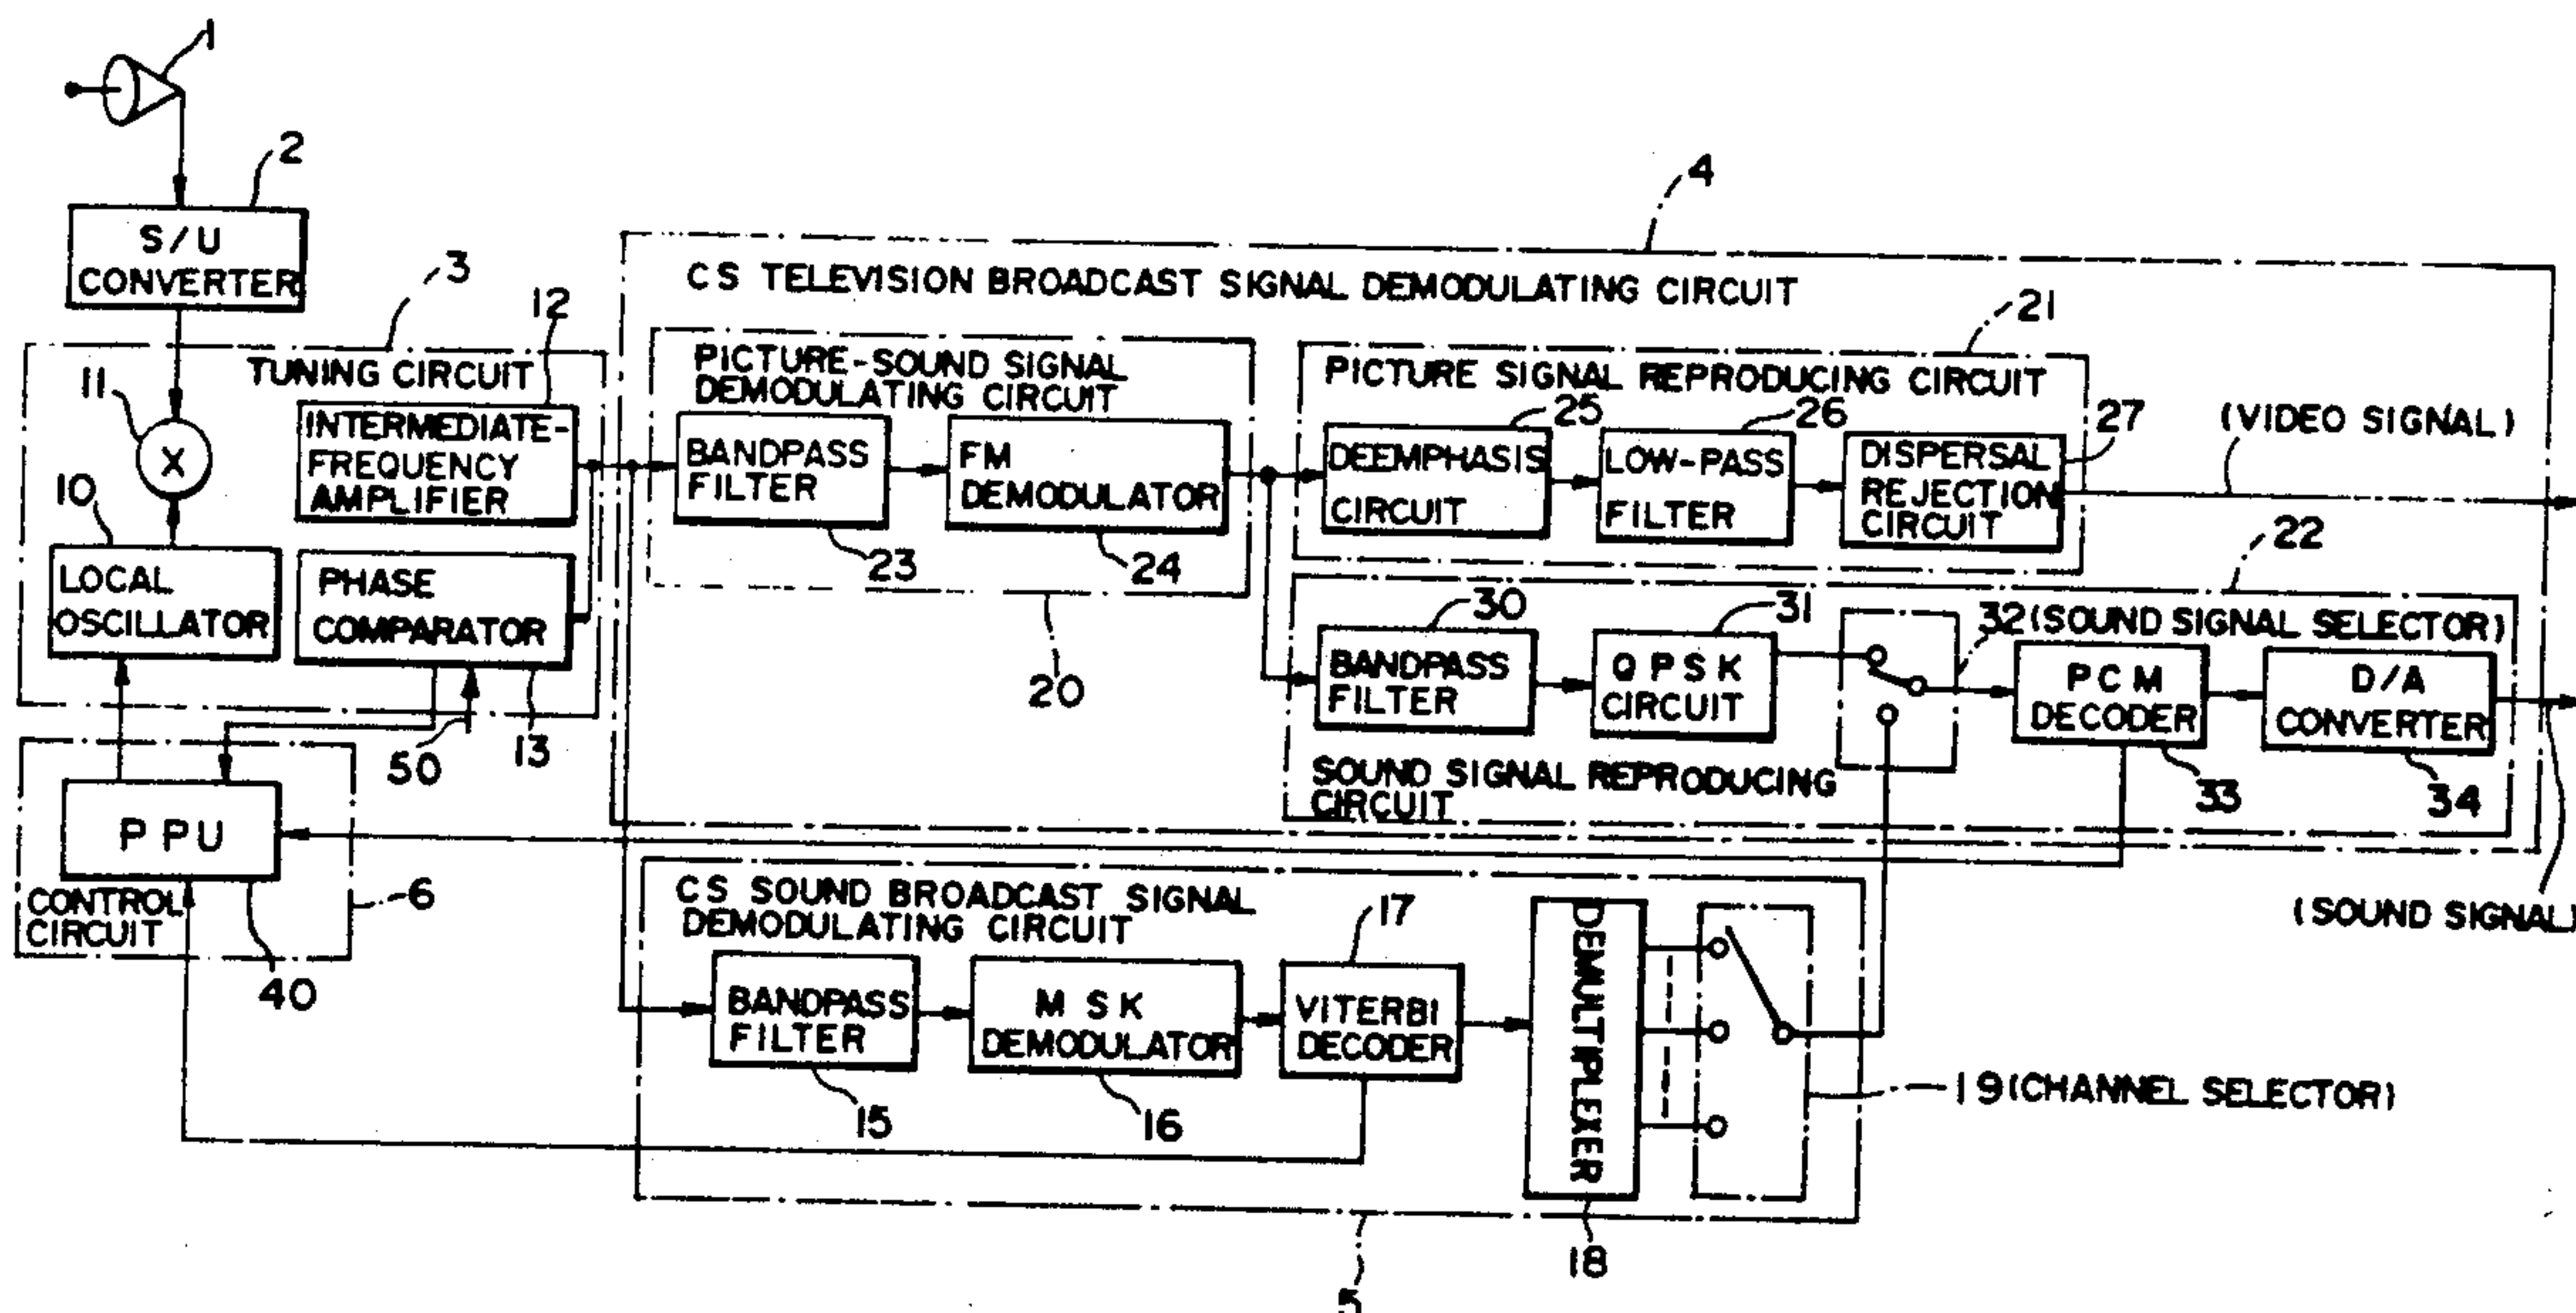 1
2
S/U
CONVERTER
3
12
TUNING CIRCUIT
11
X
INTERMEDIATE-
FREQUENCY
AMPLIFIER
10
LOCAL
OSCILLATOR
PHASE
COMPARATOR
50
13
PPU
CONTROL
CIRCUIT
6
40
4
CS TELEVISION BROADCAST SIGNAL DEMODULATING CIRCUIT
PICTURE-SOUND SIGNAL
DEMODULATING CIRCUIT
BANDPASS
FILTER
23
FM
DEMODULATOR
24
20
21
PICTURE SIGNAL REPRODUCING CIRCUIT
25
DEEMPHASIS
CIRCUIT
26
LOW-PASS
FILTER
27
DISPERSAL
REJECTION
CIRCUIT
(VIDEO SIGNAL)
22
30
BANDPASS
FILTER
31
QPSK
CIRCUIT
32(SOUND SIGNAL SELECTOR)
PCM
DECODER
33
D/A
CONVERTER
34
SOUND SIGNAL REPRODUCING
CIRCUIT
(SOUND SIGNAL)
CS SOUND BROADCAST SIGNAL
DEMODULATING CIRCUIT
BANDPASS
FILTER
15
MSK
DEMODULATOR
16
17
VITERBI
DECODER
DEMULTIPLEXER
18
19(CHANNEL SELECTOR)
5